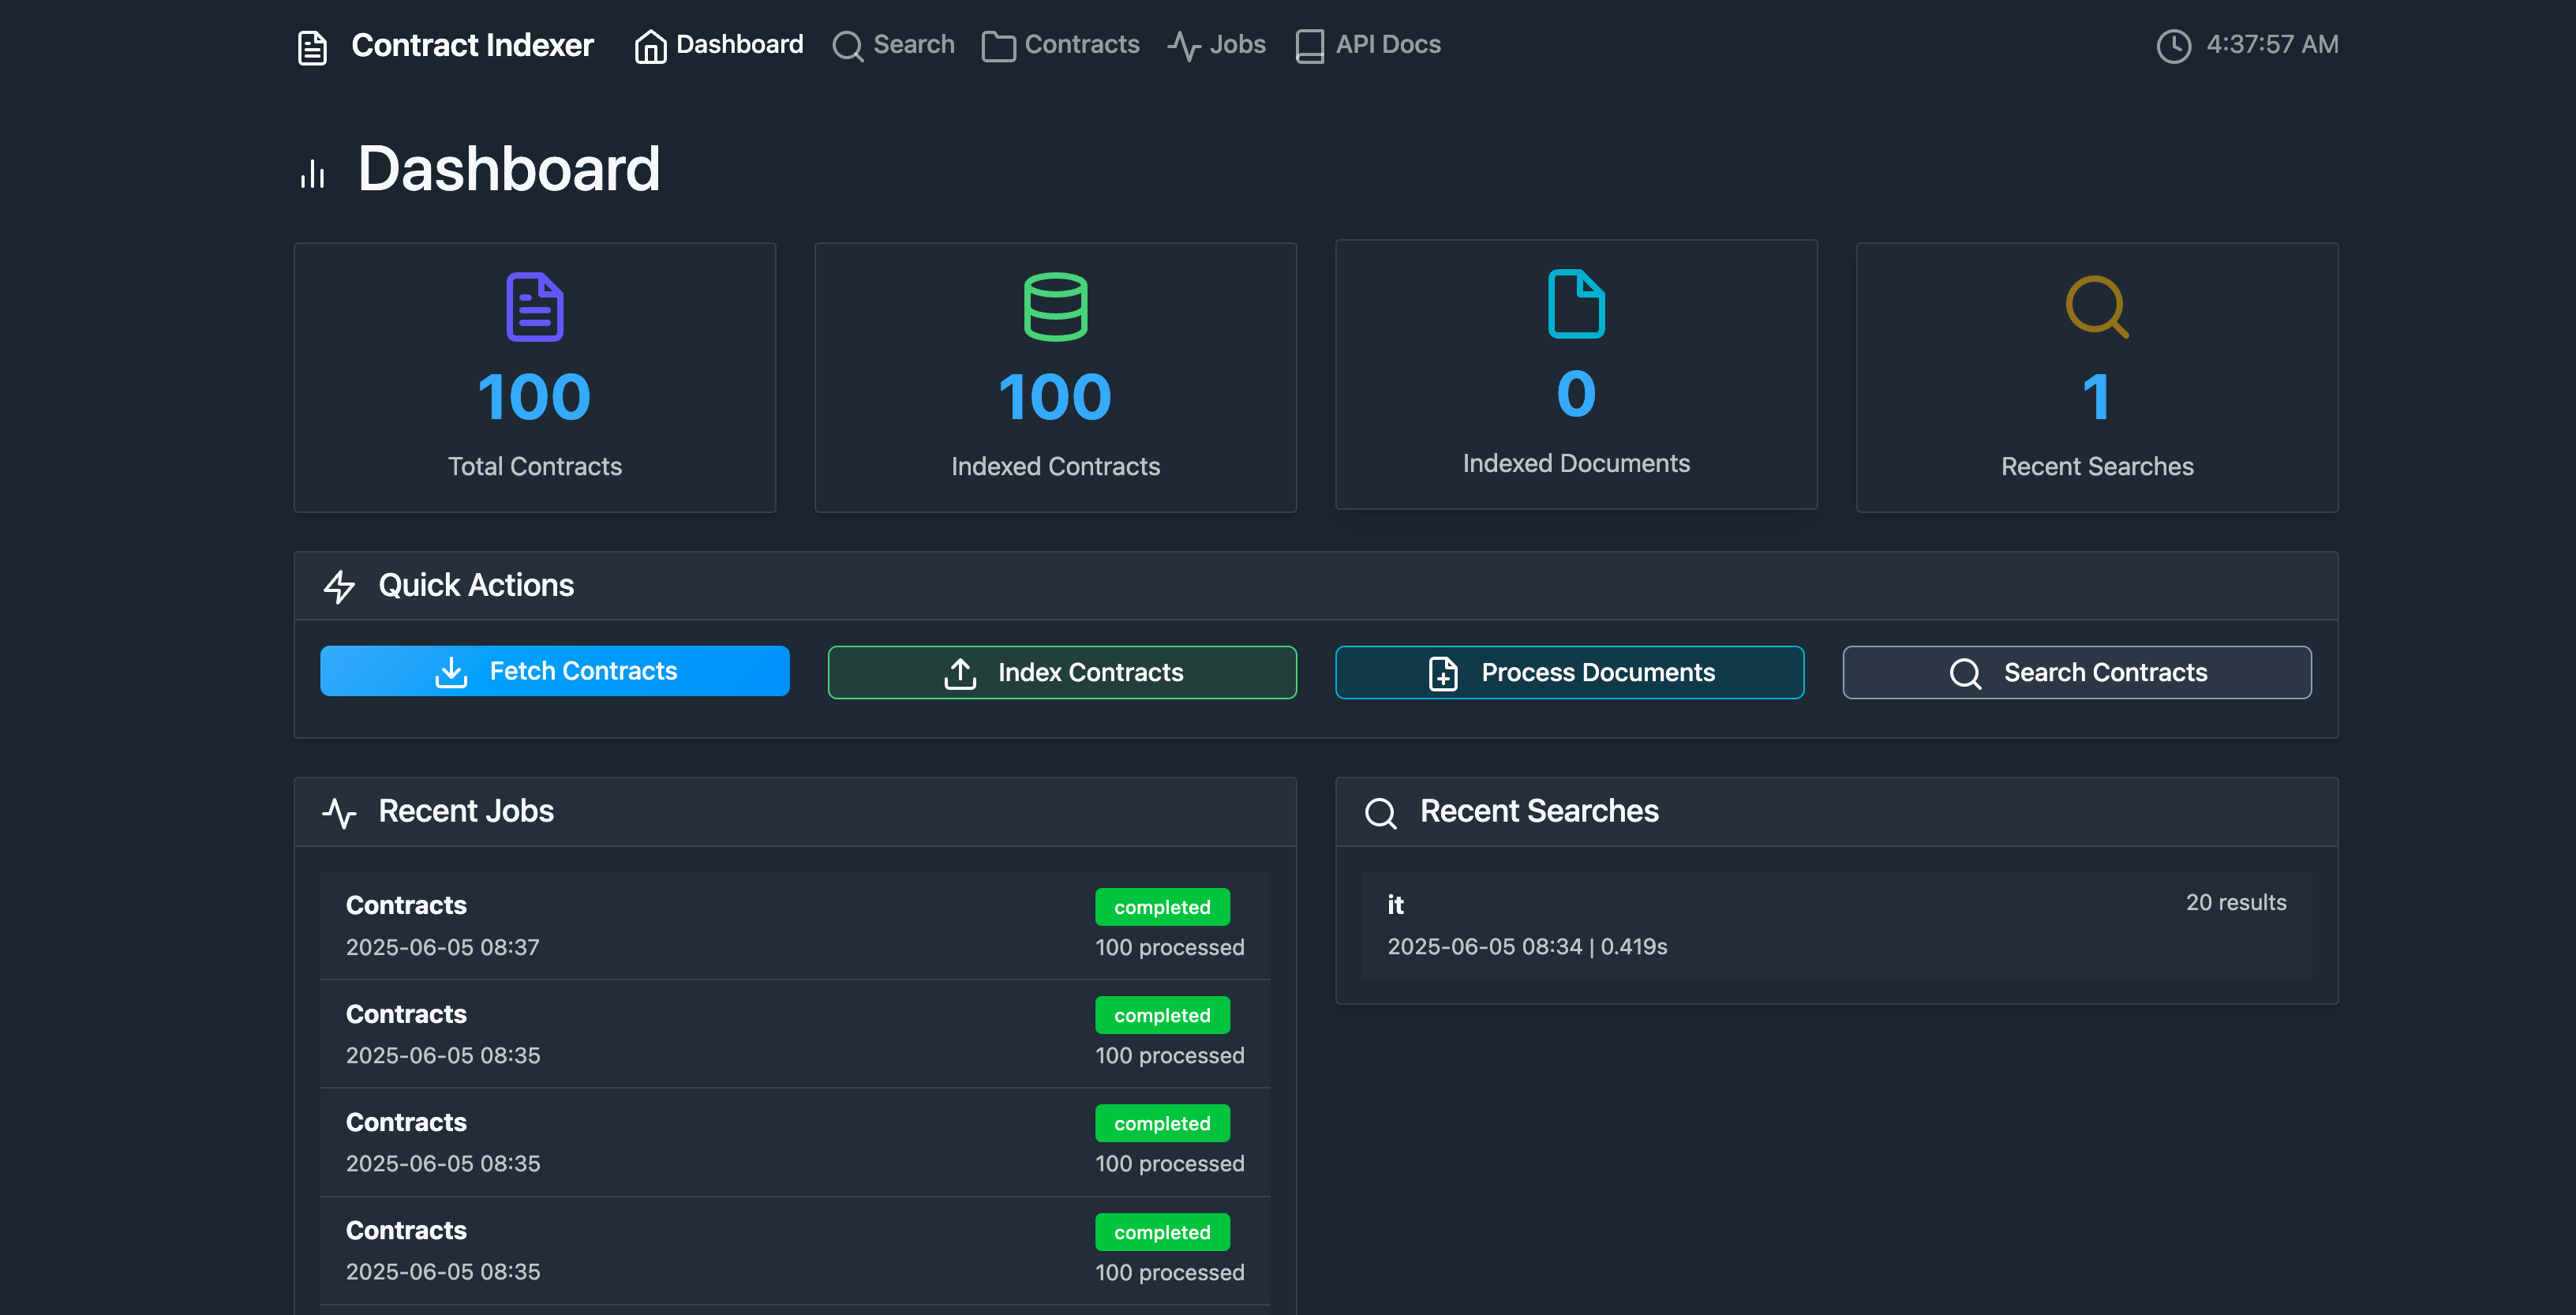 Contract Indexer Dashboard Search Contracts Jobs API Docs 4:37:57 AM
Dashboard
100
Total Contracts
100
Indexed Contracts
0
Indexed Documents
1
Recent Searches
Quick Actions
Fetch Contracts
Index Contracts
Process Documents
Search Contracts
Recent Jobs
Contracts completed
2025-06-05 08:37 100 processed
Contracts completed
2025-06-05 08:35 100 processed
Contracts completed
2025-06-05 08:35 100 processed
Contracts completed
2025-06-05 08:35 100 processed
Recent Searches
it 20 results
2025-06-05 08:34 | 0.419s